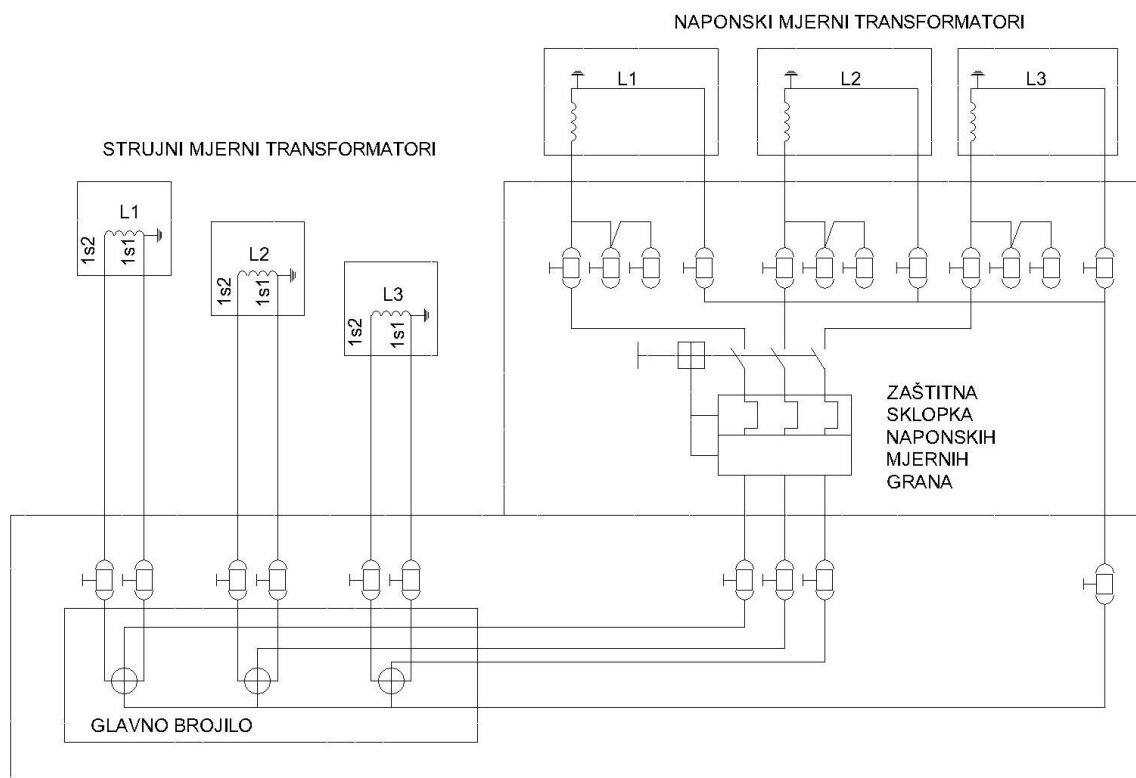 NAPONSKI MJERNI TRANSFORMATORI
L1
L2
L3
STRUJNI MJERNI TRANSFORMATORI
L1
1s2
1s1
L2
1s2
1s1
L3
1s2
1s1
ZAŠTITNA
SKLOPKA
NAPONSKIH
MJERNIH
GRANA
GLAVNO BROJILO